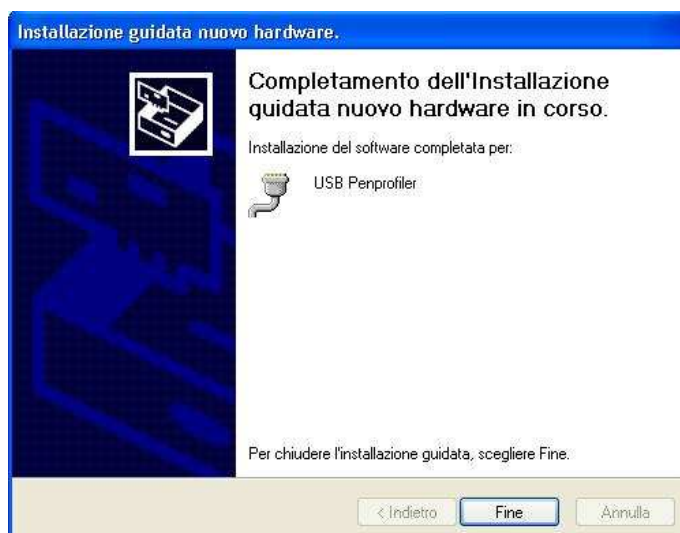 Installazione guidata nuovo hardware.
Completamento dell'Installazione
guidata nuovo hardware in corso.
Installazione del software completata per:
USB Penprofiler
Per chiudere l'installazione guidata, scegliere Fine.
< Indietro Fine Annulla